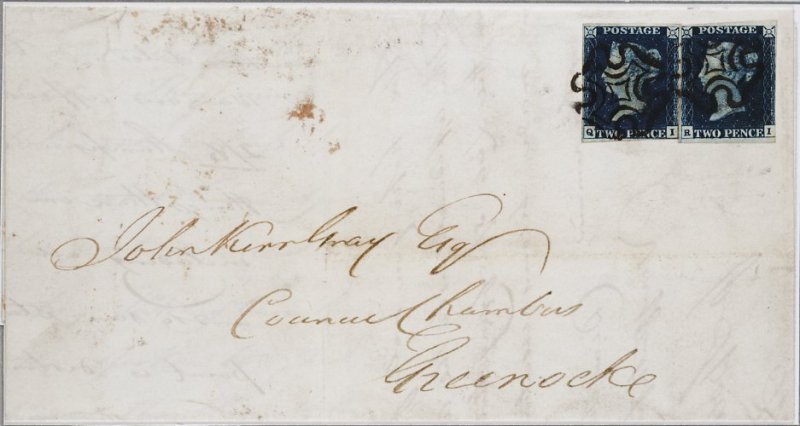 POSTAGE POSTAGE
Q TWO PENCE I R TWO PENCE I
John Kerr Gray Esq
Council Chambers
Greenock